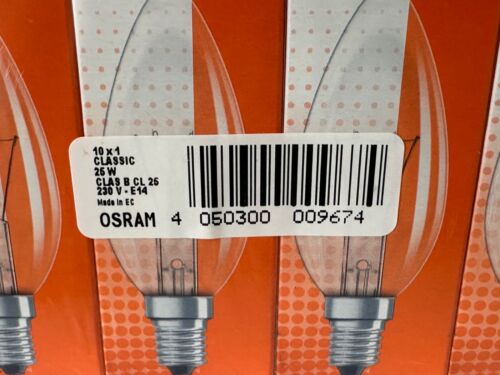 10 x 1
CLASSIC
25 W
CLAS B CL 25
230 V - E14
Made in EC
OSRAM 4 050300 009674